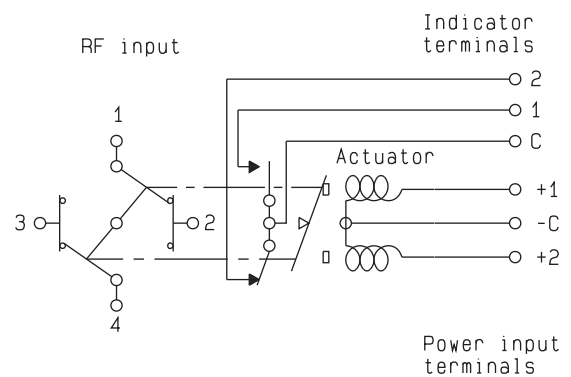 Indicator
terminals
RF input
2
1
1
C
Actuator
+1
3
2
-C
+2
4
Power input
terminals